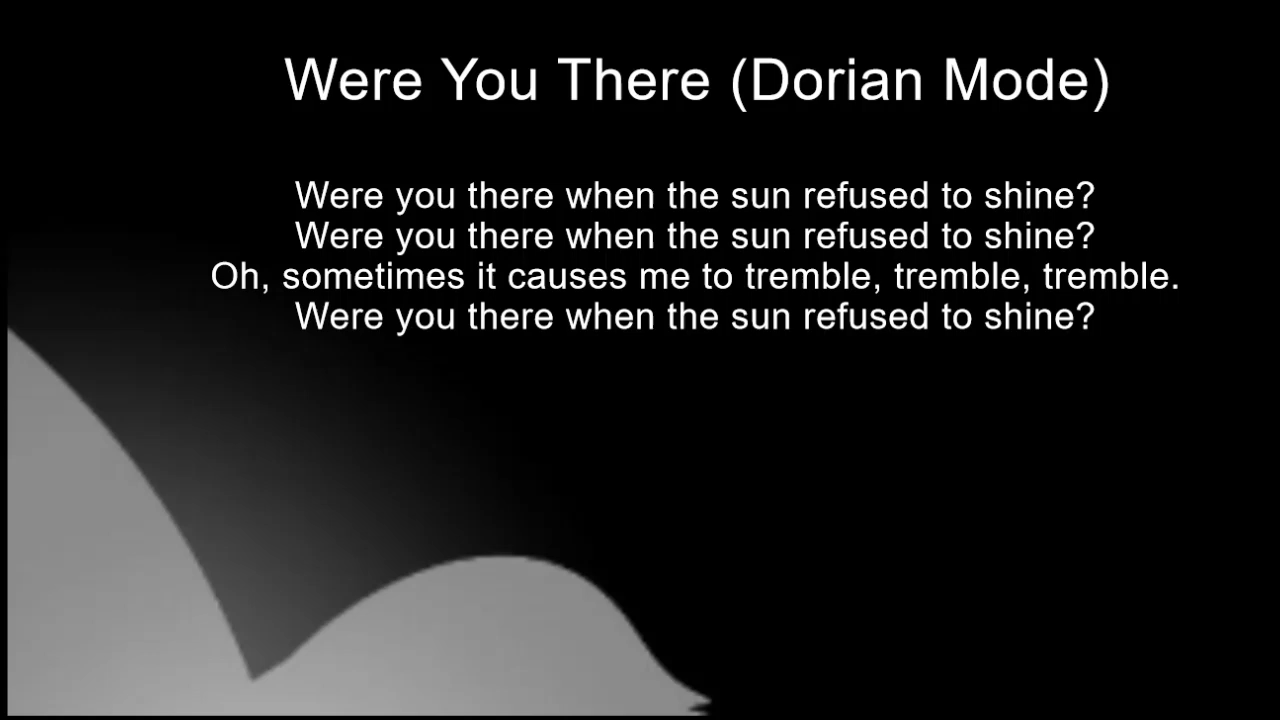 Were You There (Dorian Mode)
Were you there when the sun refused to shine?
Were you there when the sun refused to shine?
Oh, sometimes it causes me to tremble, tremble, tremble.
Were you there when the sun refused to shine?